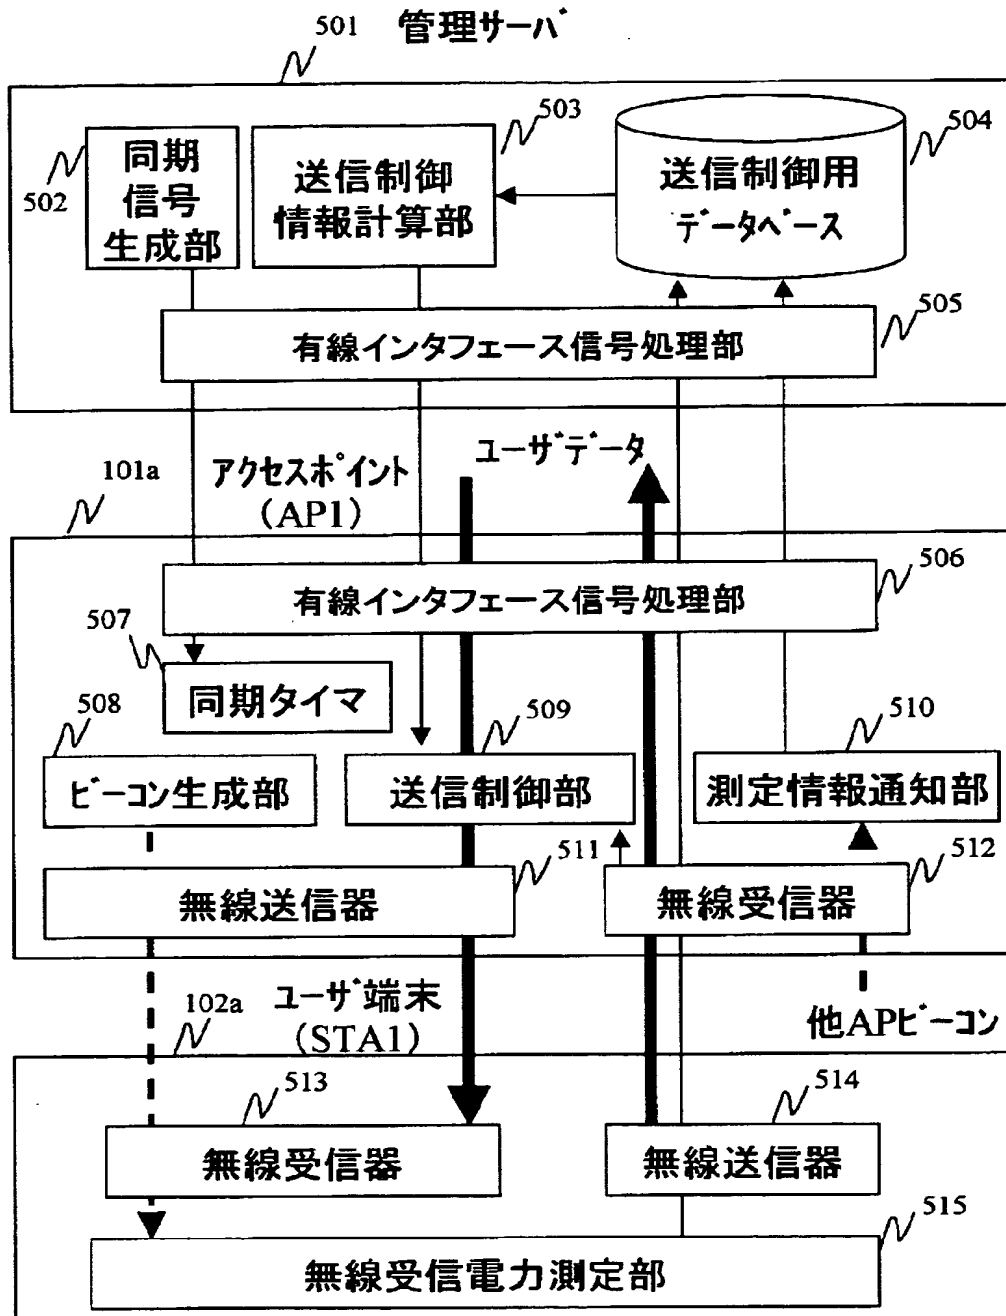 501
管理サーバ
502
同期
信号
生成部
503
送信制御
情報計算部
504
送信制御用
データベース
505
有線インタフェース信号処理部
101a
アクセスポイント
(AP1)
ユーザデータ
506
有線インタフェース信号処理部
507
同期タイマ
508
ビーコン生成部
509
送信制御部
510
測定情報通知部
511
無線送信器
512
無線受信器
102a
ユーザ端末
(STA1)
他APビーコン
513
無線受信器
514
無線送信器
515
無線受信電力測定部